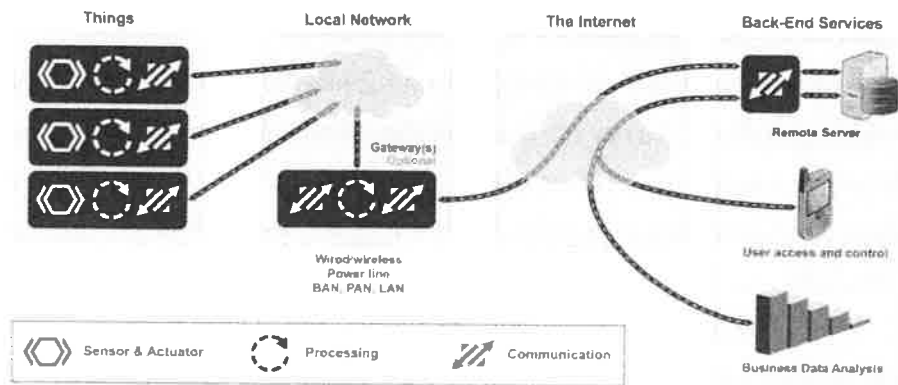 Things
Local Network
The Internet
Back-End Services
Gateway(s)
Optional
Remote Server
User access and control
Wired/wireless
Power line
BAN, PAN, LAN
Sensor & Actuator
Processing
Communication
Business Data Analysis